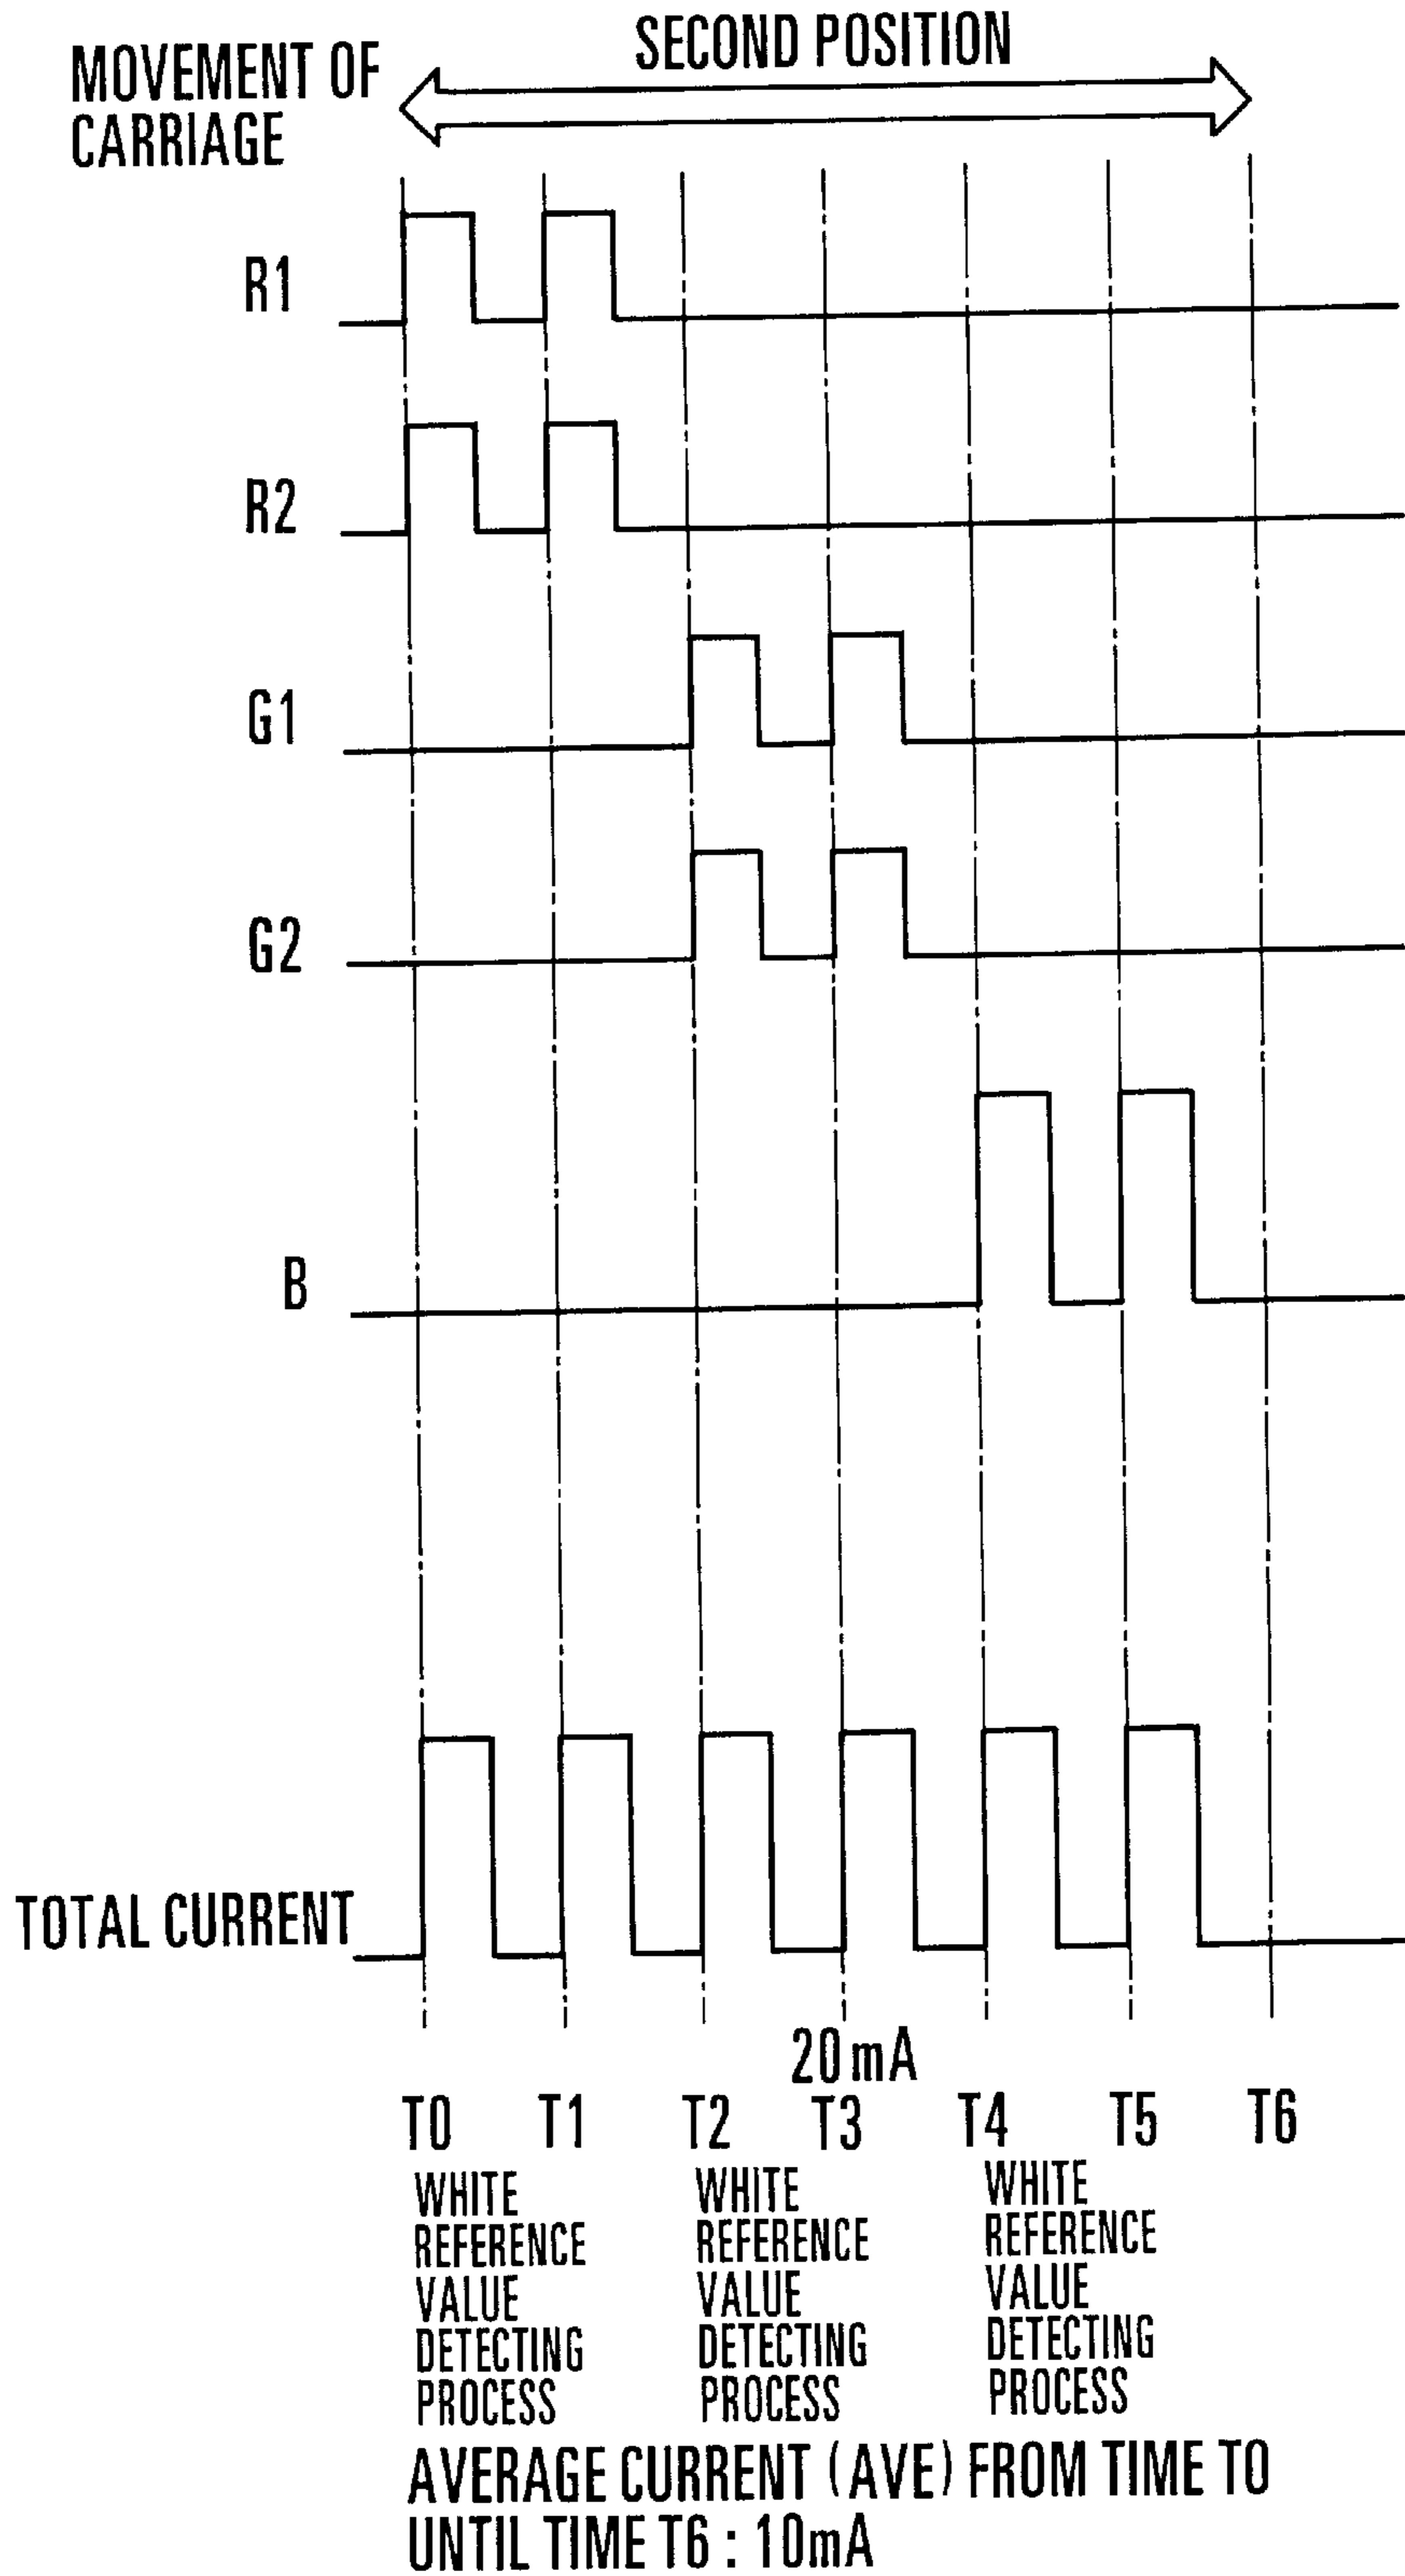 SECOND POSITION
MOVEMENT OF
CARRIAGE
R1
R2
G1
G2
B
TOTAL CURRENT
20mA
T0 T1 T2 T3 T4 T5 T6
WHITE
REFERENCE
VALUE
DETECTING
PROCESS
WHITE
REFERENCE
VALUE
DETECTING
PROCESS
WHITE
REFERENCE
VALUE
DETECTING
PROCESS
AVERAGE CURRENT (AVE) FROM TIME T0
UNTIL TIME T6 : 10mA